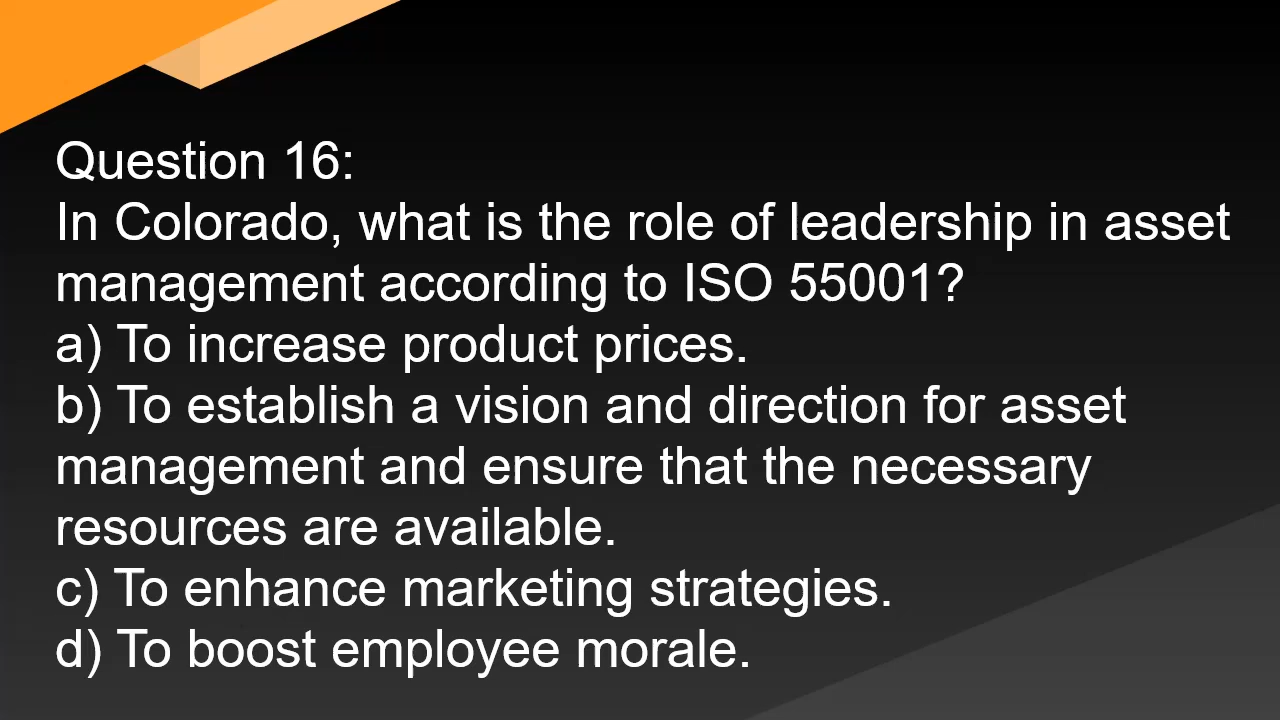 Question 16:
In Colorado, what is the role of leadership in asset
management according to ISO 55001?
a) To increase product prices.
b) To establish a vision and direction for asset
management and ensure that the necessary
resources are available.
c) To enhance marketing strategies.
d) To boost employee morale.